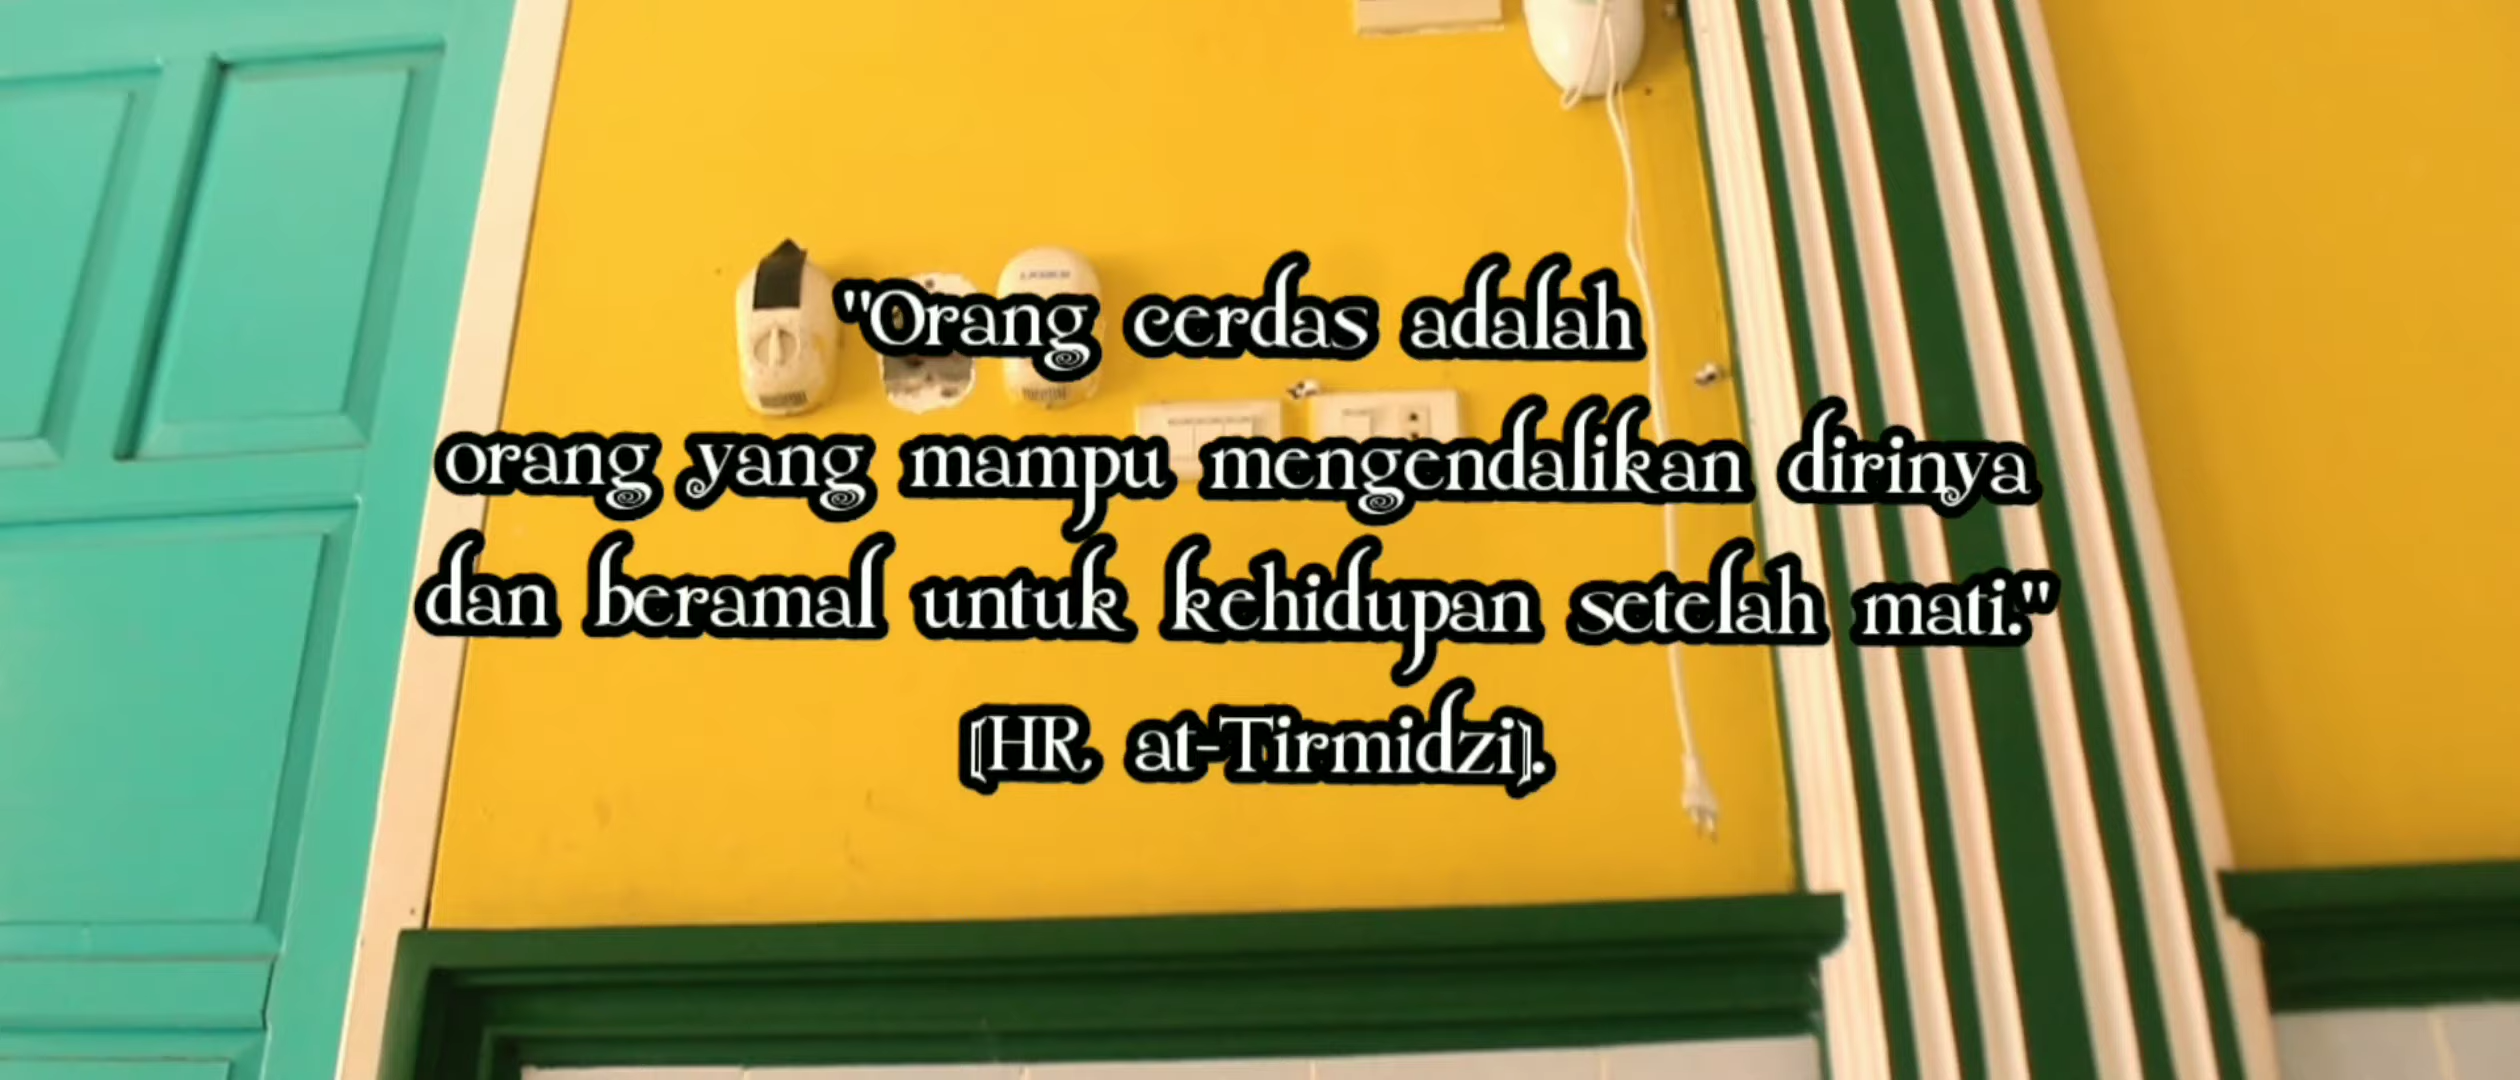 "Orang cerdas adalah
orang yang mampu mengendalikan dirinya
dan beramal untuk kehidupan setelah mati."
[HR. at-Tirmidzi].